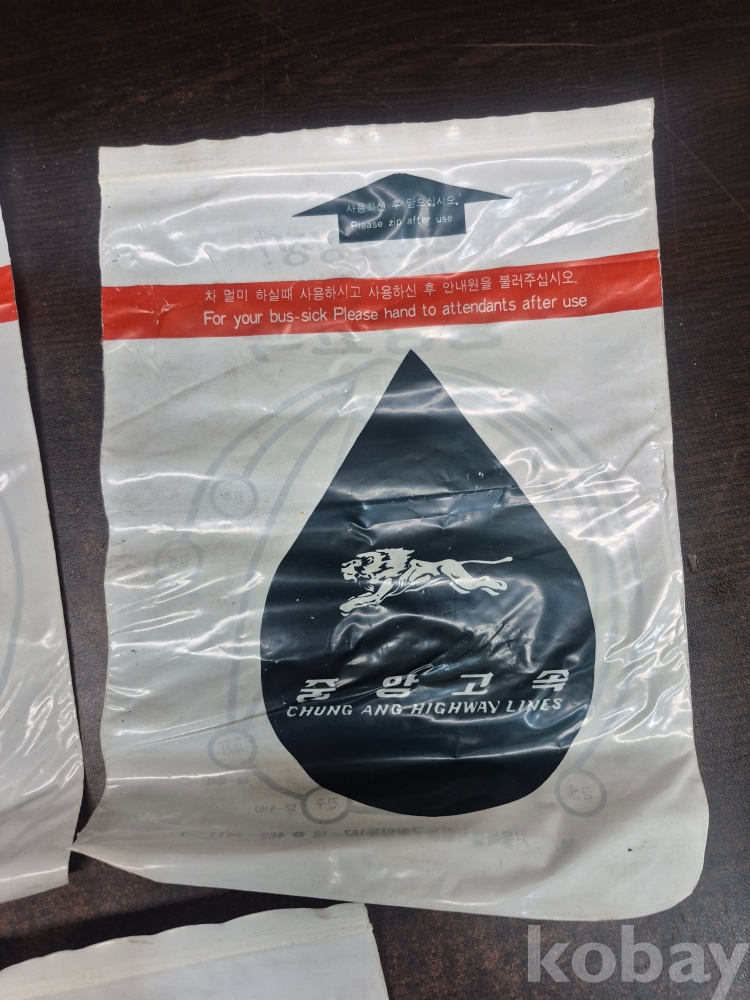 사용하신 후 닫으십시오.
Please zip after use
차 멀미 하실때 사용하시고 사용하신 후 안내원을 불러주십시오.
For your bus-sick Please hand to attendants after use
중앙고속
CHUNG ANG HIGHWAY LINES
kobay